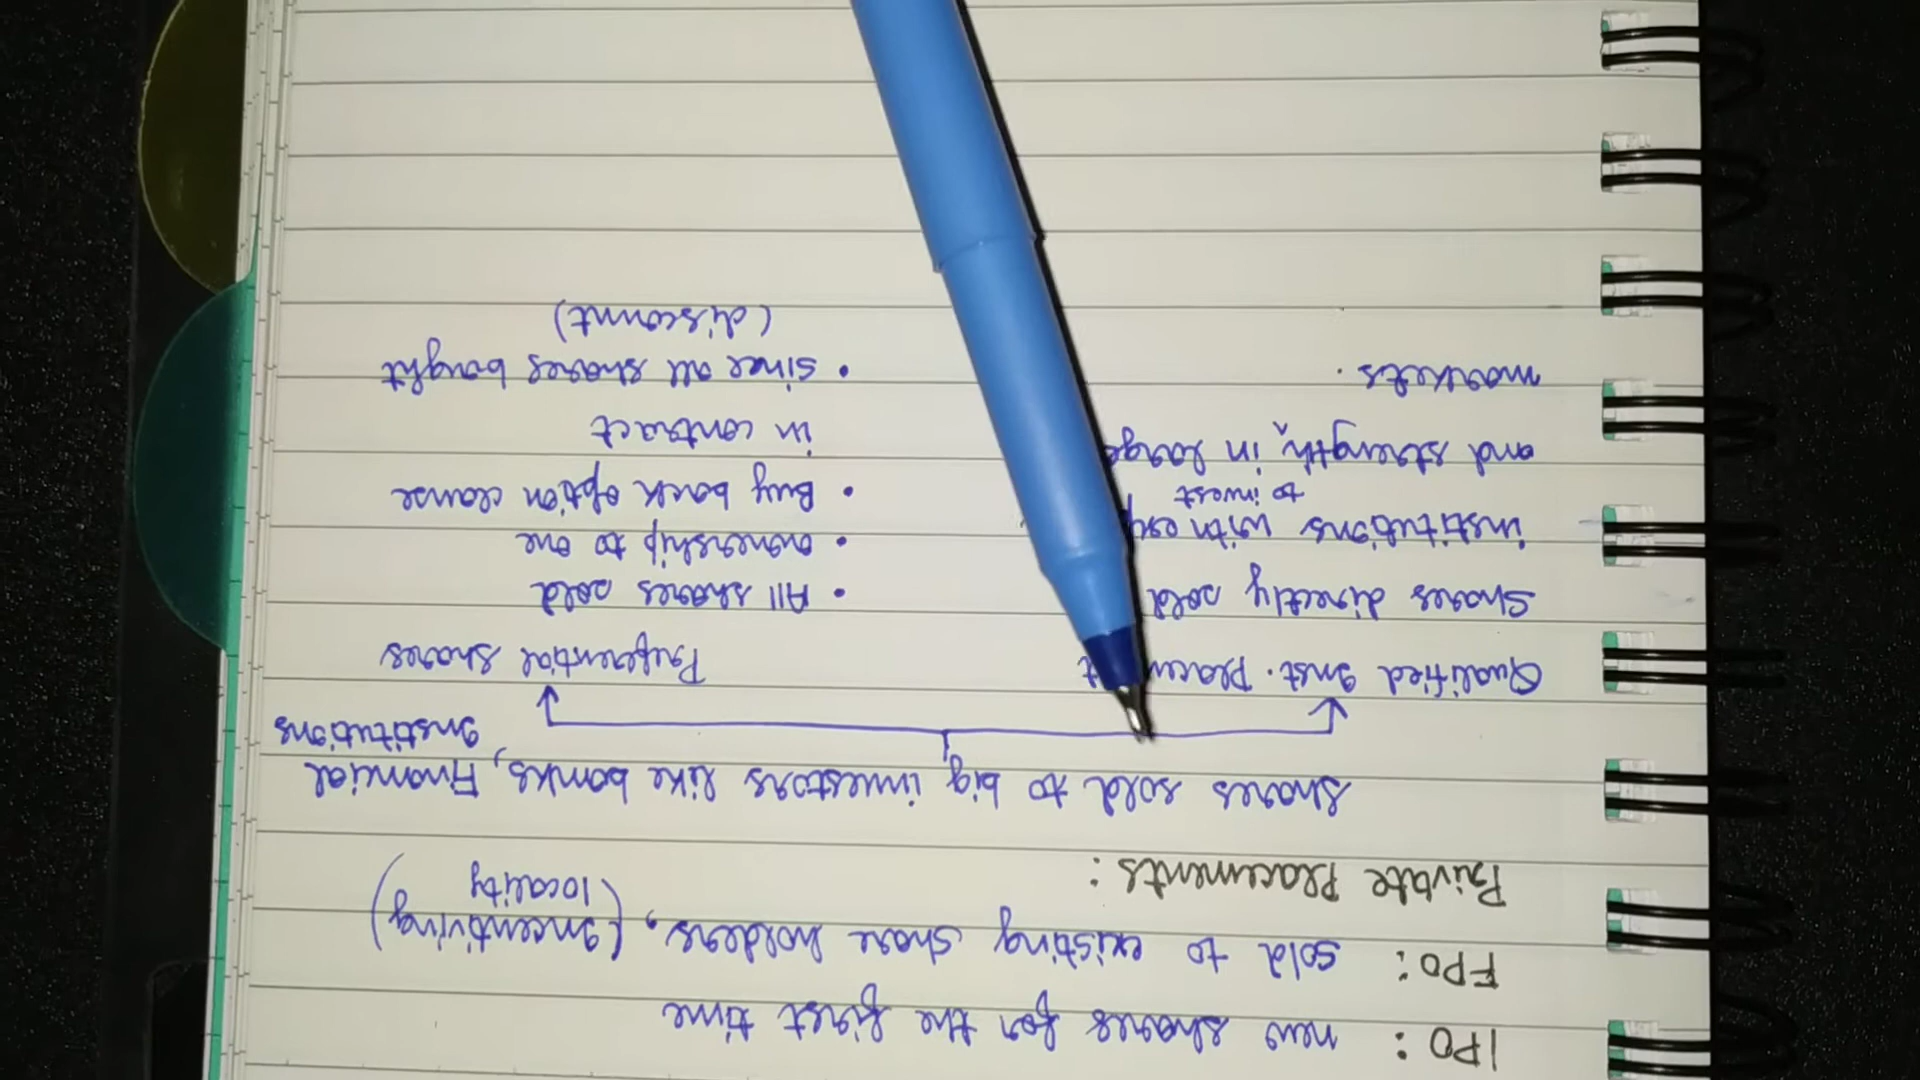 IPO: new shares for the first time
FPO: sold to existing share holders, (Incentiving)
(locality)
Private Placements:
shares sold to big investors like banks, Financial
Institutions
Qualified Inst. Placem t
Shares directly sold
institutions with exp
to invest
and strength, in large
markets.
Preferential shares
• All shares sold
• ownership to one
• Buy back option clause
in contract
• since all shares bought
(discount)